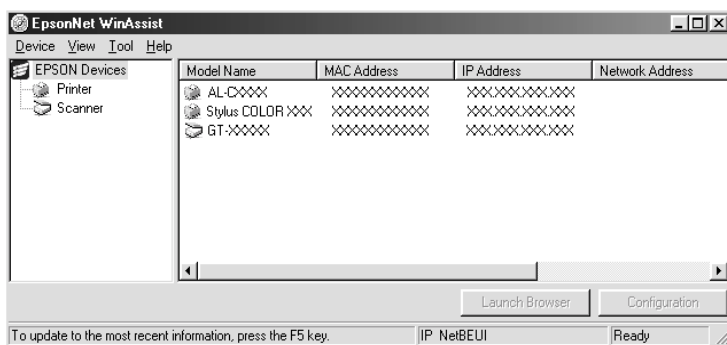 EpsonNet WinAssist
Device View Tool Help
EPSON Devices
Printer
Scanner
Model Name MAC Address IP Address Network Address
AL-CXXXX XXXXXXXXXXXX XXX.XXX.XXX.XXX
Stylus COLOR XXX XXXXXXXXXXXX XXX.XXX.XXX.XXX
GT-XXXXX XXXXXXXXXXXX XXX.XXX.XXX.XXX
Launch Browser Configuration
To update to the most recent information, press the F5 key. IP NetBEUI Ready